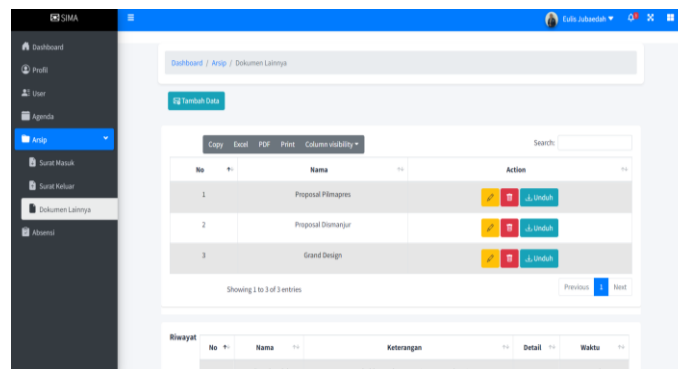 SIMA
Eulis Jubaedah
Dashboard
Profil
User
Agenda
Arsip
Surat Masuk
Surat Keluar
Dokumen Lainnya
Absensi
Dashboard / Arsip / Dokumen Lainnya
Tambah Data
Copy Excel PDF Print Column visibility
Search:
No Nama Action
1 Proposal Pilmapres Unduh
2 Proposal Dismanjur Unduh
3 Grand Design Unduh
Showing 1 to 3 of 3 entries
Previous 1 Next
Riwayat
No Nama Keterangan Detail Waktu